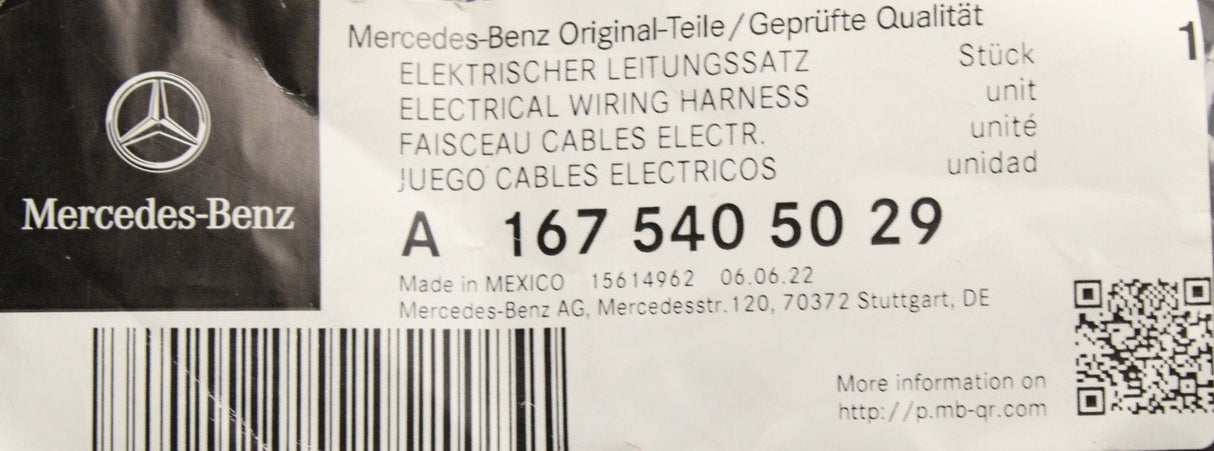 Mercedes-Benz
Mercedes-Benz Original-Teile/Geprüfte Qualität
ELEKTRISCHER LEITUNGSSATZ Stück 1
ELECTRICAL WIRING HARNESS unit
FAISCEAU CABLES ELECTR. unité
JUEGO CABLES ELECTRICOS unidad
A 167 540 50 29
Made in MEXICO 15614962 06.06.22
Mercedes-Benz AG, Mercedesstr.120, 70372 Stuttgart, DE
More information on
http://p.mb-qr.com